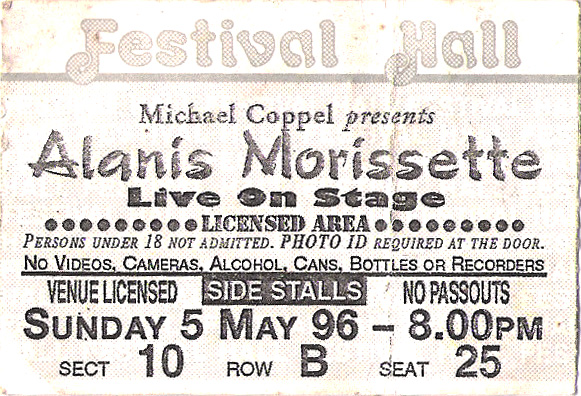 Festival Hall
Michael Coppel presents
Alanis Morissette
Live On Stage
●●●●●●●●●●LICENSED AREA●●●●●●●●●●
PERSONS UNDER 18 NOT ADMITTED. PHOTO ID REQUIRED AT THE DOOR.
NO VIDEOS, CAMERAS, ALCOHOL, CANS, BOTTLES OR RECORDERS
VENUE LICENSED SIDE STALLS NO PASSOUTS
SUNDAY 5 MAY 96 – 8.00PM
SECT 10 ROW B SEAT 25